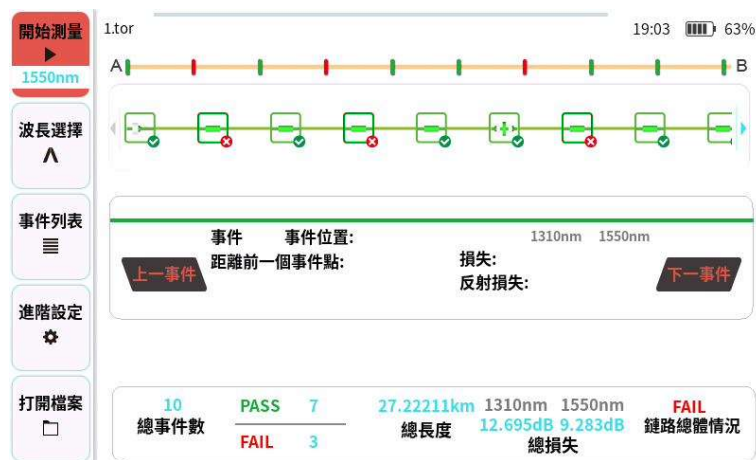 開始測量
1550nm
波長選擇
事件列表
進階設定
打開檔案
1.tor
19:03
63%
A
B
事件
事件位置:
1310nm
1550nm
距離前一個事件點:
損失:
反射損失:
上一事件
下一事件
10
總事件數
PASS 7
FAIL 3
27.22211km
總長度
1310nm 1550nm
12.695dB 9.283dB
總損失
FAIL
鏈路總體情況